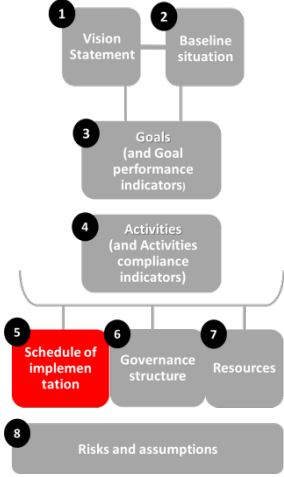 1
Vision
Statement
2
Baseline
situation
3
Goals
(and Goal
performance
indicators)
4
Activities
(and Activities
compliance
indicators)
5
Schedule of
implemen
tation
6
Governance
structure
7
Resources
8
Risks and assumptions